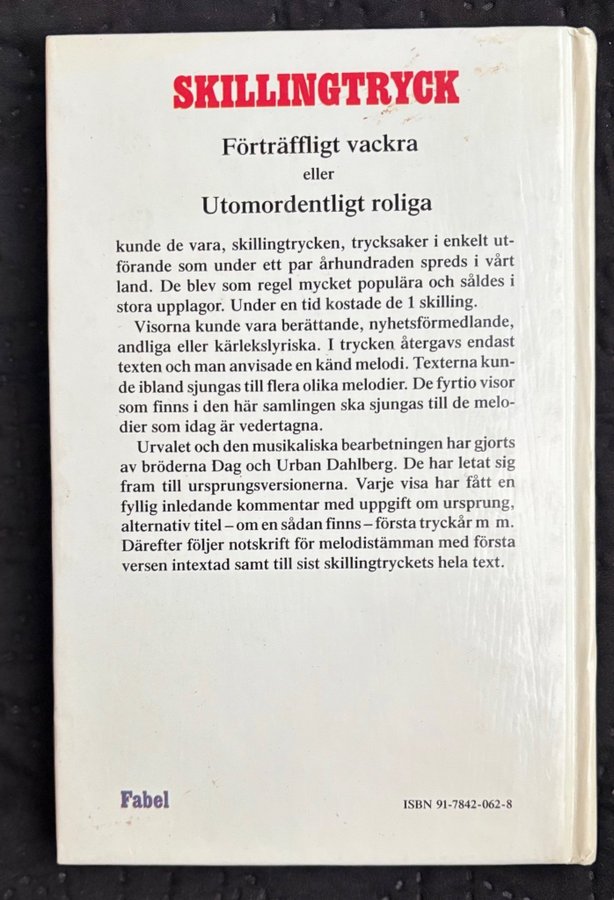 SKILLINGTRYCK
Förträffligt vackra
eller
Utomordentligt roliga
kunde de vara, skillingtrycken, trycksaker i enkelt ut-
förande som under ett par århundraden spreds i vårt
land. De blev som regel mycket populära och såldes i
stora upplagor. Under en tid kostade de 1 skilling.
Visorna kunde vara berättande, nyhetsförmedlande,
andliga eller kärlekslyriska. I trycken återgavs endast
texten och man anvisade en känd melodi. Texterna kun-
de ibland sjungas till flera olika melodier. De fyrtio visor
som finns i den här samlingen ska sjungas till de melo-
dier som idag är vedertagna.
Urvalet och den musikaliska bearbetningen har gjorts
av bröderna Dag och Urban Dahlberg. De har letat sig
fram till ursprungsversionerna. Varje visa har fått en
fyllig inledande kommentar med uppgift om ursprung,
alternativ titel – om en sådan finns – första tryckår m m.
Därefter följer notskrift för melodistämman med första
versen intextad samt till sist skillingtryckets hela text.
Fabel
ISBN 91-7842-062-8